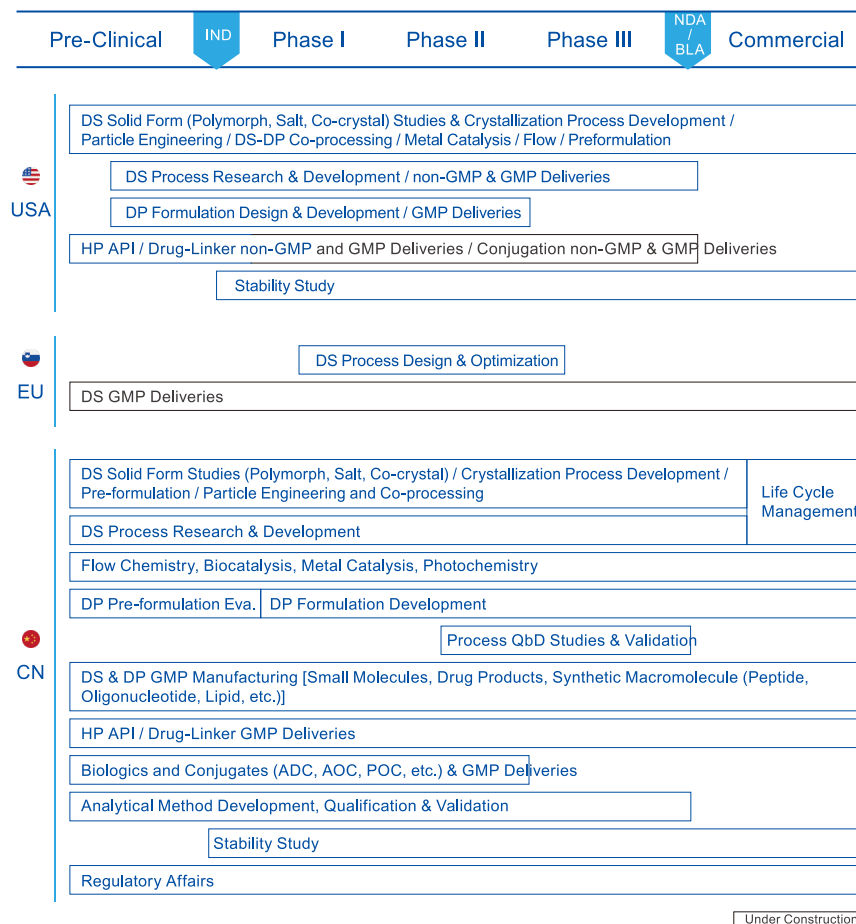 Pre-Clinical
IND
Phase I
Phase II
Phase III
NDA
/
BLA
Commercial
USA
DS Solid Form (Polymorph, Salt, Co-crystal) Studies & Crystallization Process Development /
Particle Engineering / DS-DP Co-processing / Metal Catalysis / Flow / Preformulation
DS Process Research & Development / non-GMP & GMP Deliveries
DP Formulation Design & Development / GMP Deliveries
HP API / Drug-Linker non-GMP and GMP Deliveries / Conjugation non-GMP & GMP Deliveries
Stability Study
EU
DS Process Design & Optimization
DS GMP Deliveries
CN
DS Solid Form Studies (Polymorph, Salt, Co-crystal) / Crystallization Process Development /
Pre-formulation / Particle Engineering and Co-processing
Life Cycle
Management
DS Process Research & Development
Flow Chemistry, Biocatalysis, Metal Catalysis, Photochemistry
DP Pre-formulation Eva.
DP Formulation Development
Process QbD Studies & Validation
DS & DP GMP Manufacturing [Small Molecules, Drug Products, Synthetic Macromolecule (Peptide,
Oligonucleotide, Lipid, etc.)]
HP API / Drug-Linker GMP Deliveries
Biologics and Conjugates (ADC, AOC, POC, etc.) & GMP Deliveries
Analytical Method Development, Qualification & Validation
Stability Study
Regulatory Affairs
Under Construction